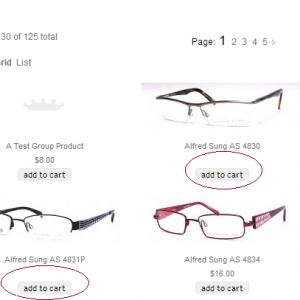 30 of 125 total
Page: 1 2 3 4 5
rid List
A Test Group Product
$8.00
add to cart
Alfred Sung AS 4830
add to cart
Alfred Sung AS 4831P
add to cart
Alfred Sung AS 4834
$16.00
add to cart